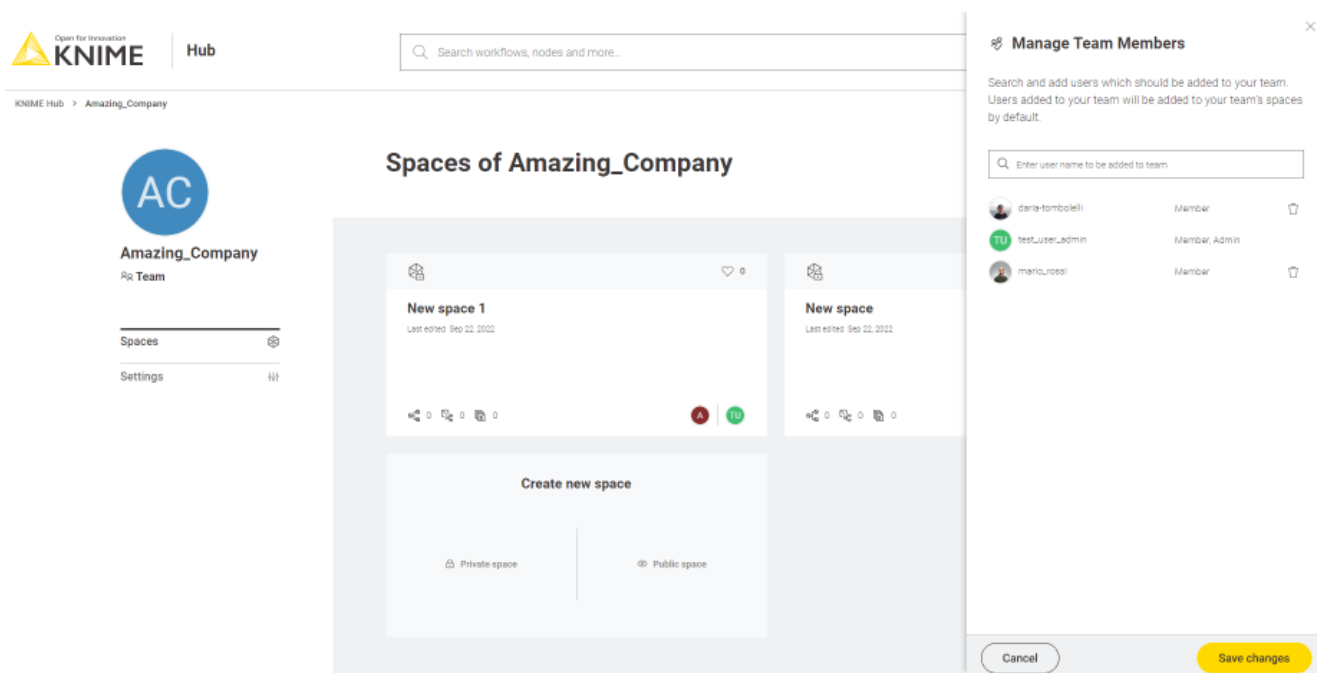 Open for Innovation
KNIME
Hub
Search workflows, nodes and more...
KNIME Hub > Amazing_Company
AC
Amazing_Company
Team
Spaces
Settings
Spaces of Amazing_Company
0
New space 1
Last edited Sep 22, 2022
0 0 0
A TU
New space
Last edited Sep 22, 2022
0 0 0
Create new space
Private space
Public space
Manage Team Members
Search and add users which should be added to your team.
Users added to your team will be added to your team's spaces
by default.
Enter user name to be added to team
daria-tombolelli Member
TU test_user_admin Member, Admin
mario_rossi Member
Cancel
Save changes